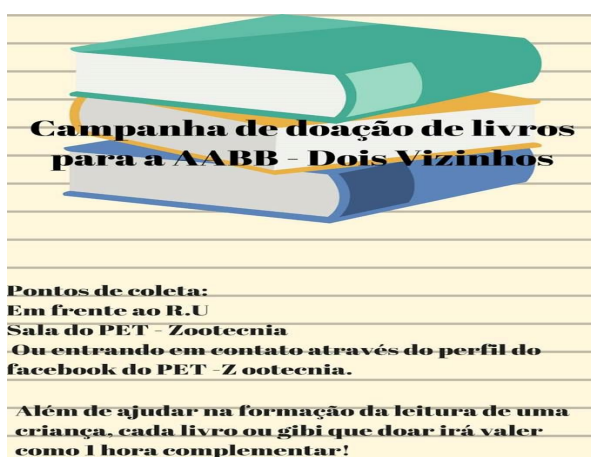 Campanha de doação de livros
para a AABB - Dois Vizinhos
Pontos de coleta:
Em frente ao R.U
Sala do PET - Zootecnia
Ou entrando em contato através do perfil do
facebook do PET -Z ootecnia.
Além de ajudar na formação da leitura de uma
criança, cada livro ou gibi que doar irá valer
como 1 hora complementar!